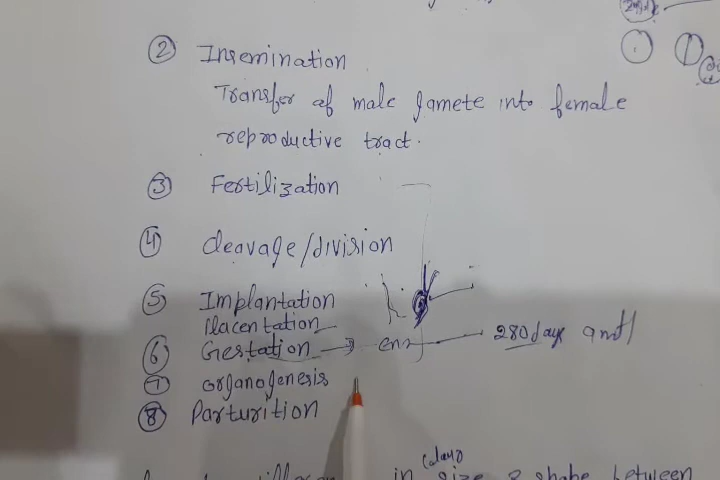 ② Insemination
Transfer of male gamete into female
reproductive tract.
③ Fertilization
④ cleavage/division
⑤ Implantation
Placentation
⑥ Gestation → 280 days
⑦ organogenesis
⑧ Parturition
in size & shape between